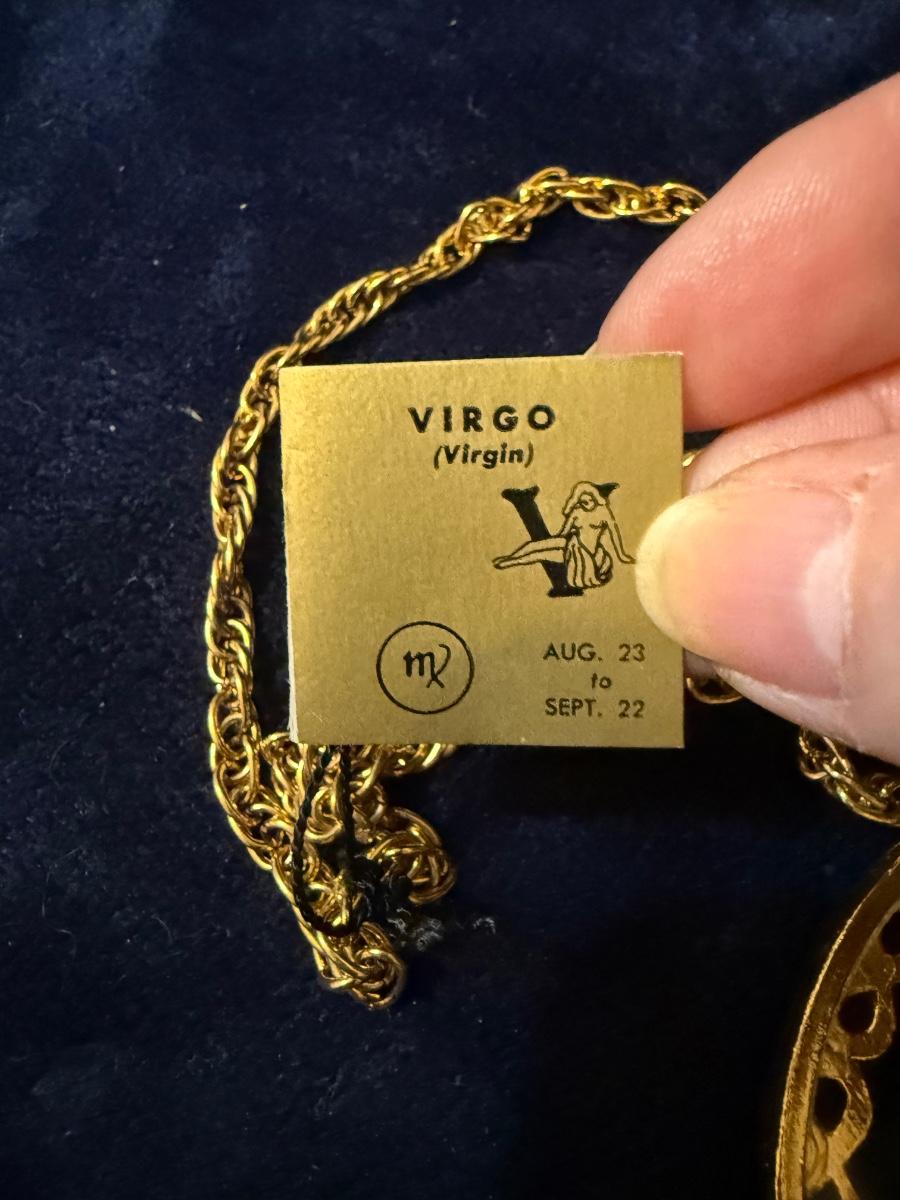 VIRGO
(Virgin)
V
♍
AUG. 23
to
SEPT. 22